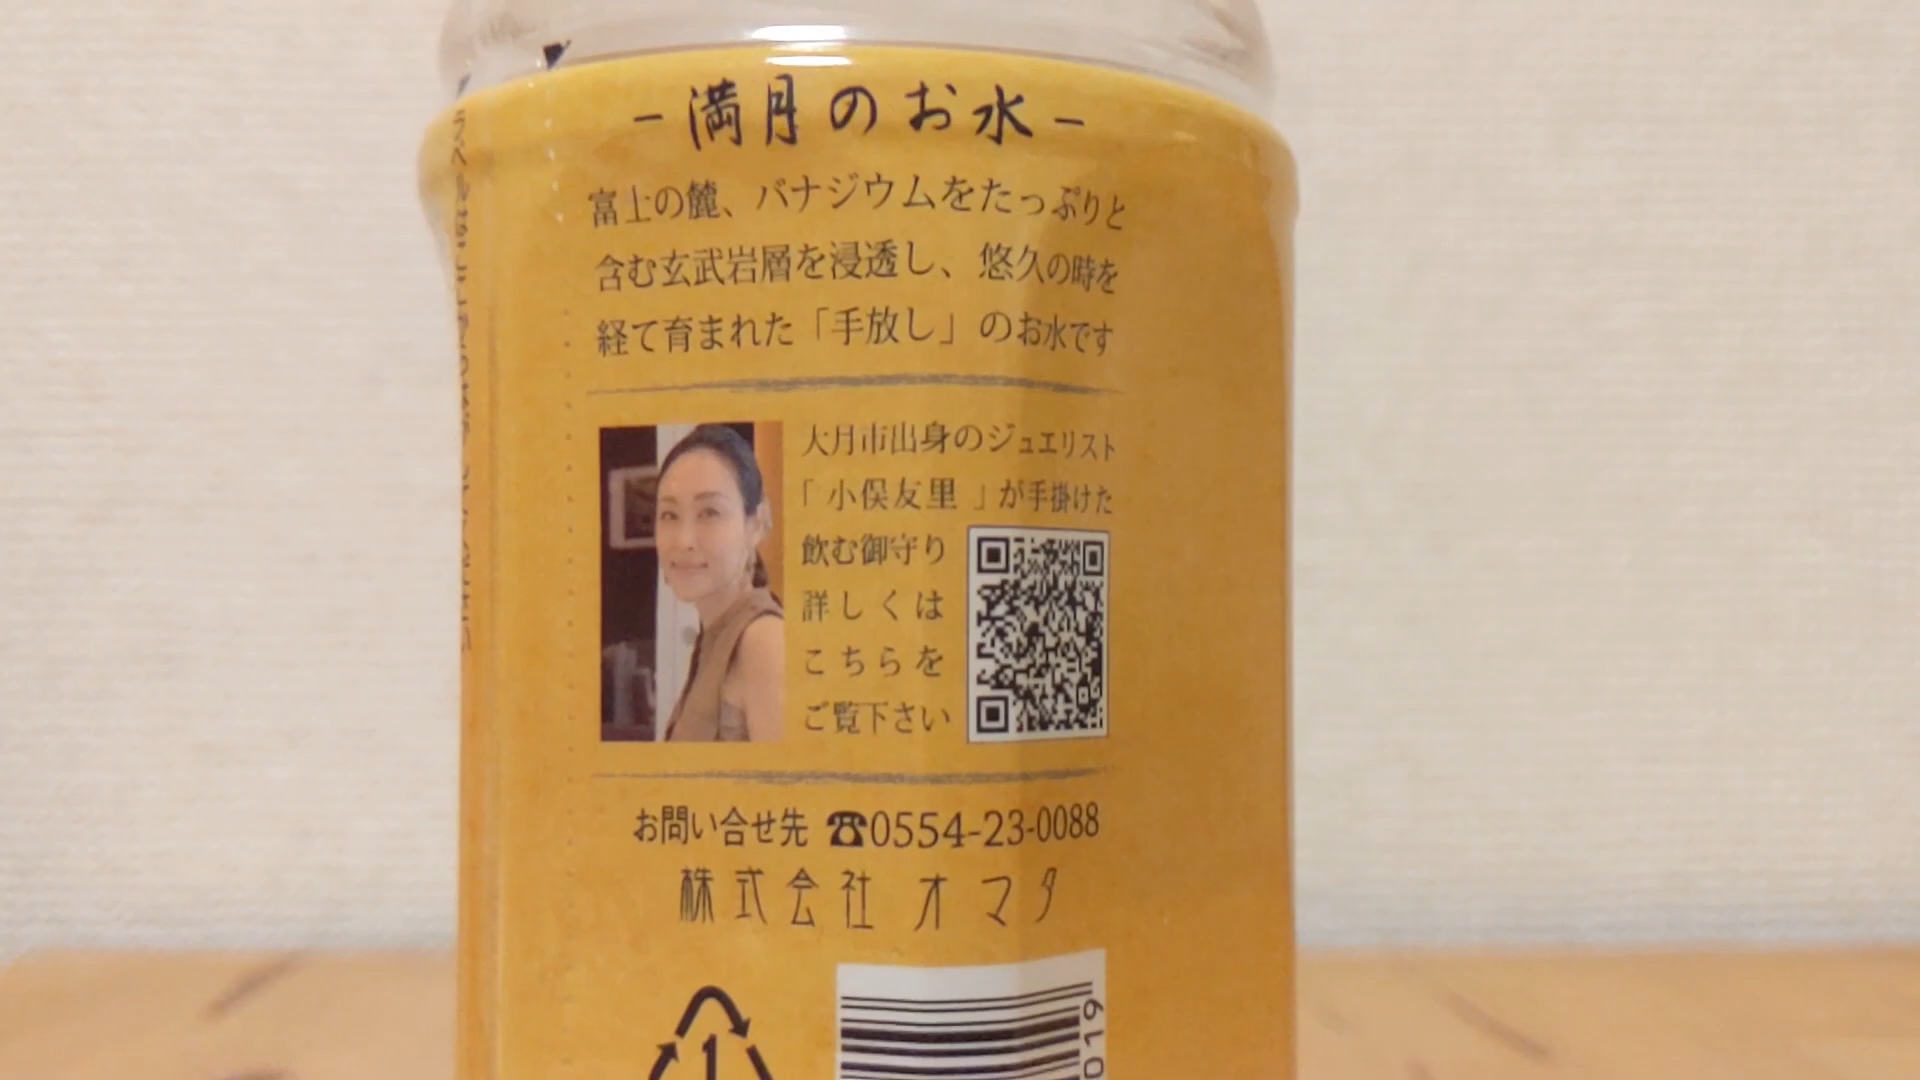 －満月のお水－
富士の麓、バナジウムをたっぷりと
含む玄武岩層を浸透し、悠久の時を
経て育まれた「手放し」のお水です
大月市出身のジュエリスト
「小俣友里」が手掛けた
飲む御守り
詳しくは
こちらを
ご覧下さい
お問い合せ先 ☎0554-23-0088
株式会社オマタ
1
019